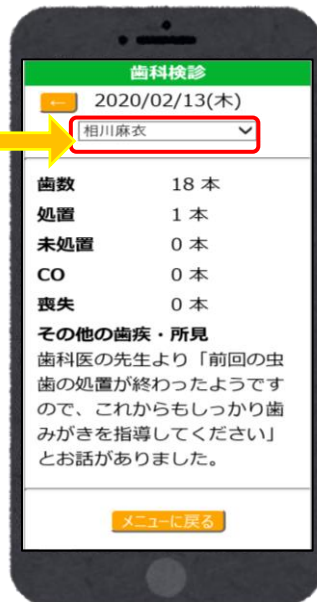 歯科検診
← 2020/02/13(木)
相川麻衣
歯数 18 本
処置 1 本
未処置 0 本
CO 0 本
喪失 0 本
その他の歯疾・所見
歯科医の先生より「前回の虫
歯の処置が終わったようです
ので、これからもしっかり歯
みがきを指導してください」
とお話がありました。
メニューに戻る